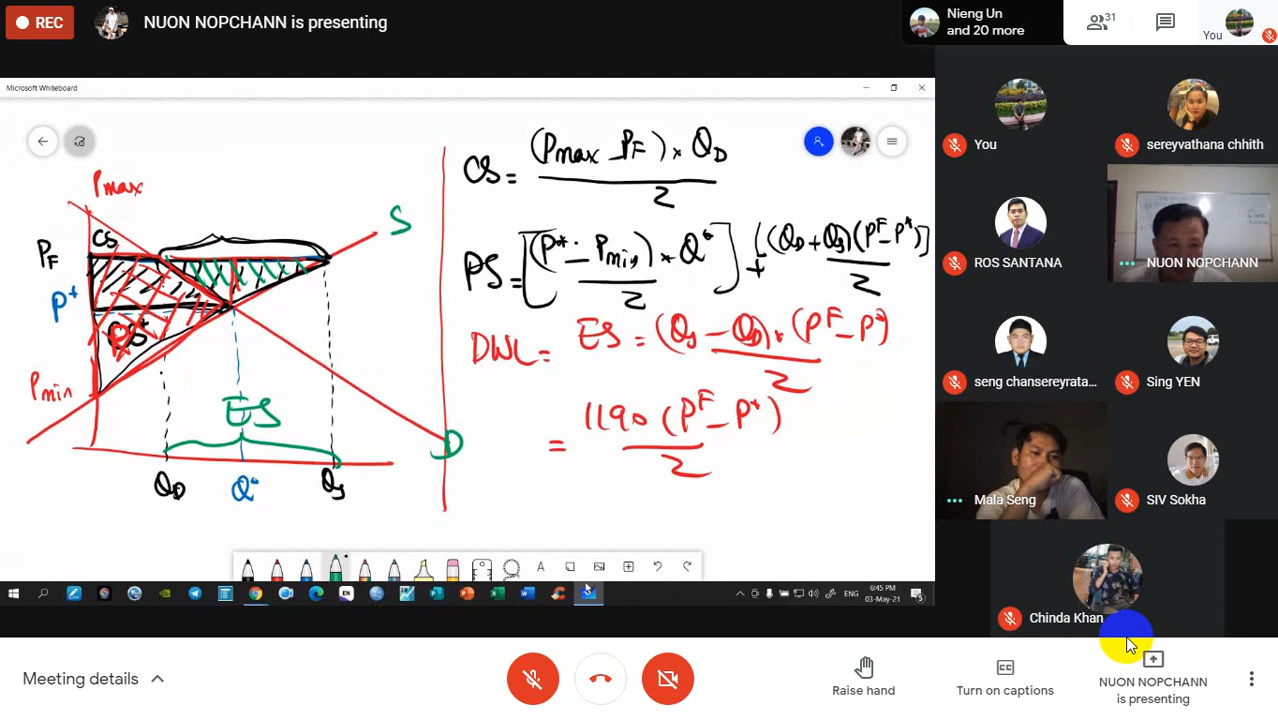 REC
NUON NOPCHANN is presenting
Nieng Un
and 20 more
31
You
Microsoft Whiteboard
Pmax
PF
CS
S
P*
PS*
Pmin
ES
D
QD
Q*
QS
CS = (Pmax - PF) × QD
2
PS = [(P* - Pmin) × Q*] + [(QD + QS)(PF - P*)]
2
2
DWL = ES = (QS - QD) × (PF - P*)
2
= 1190 (PF - P*)
2
A
EN
ENG
6:45 PM
03-May-21
5
You
sereyvathana chhith
ROS SANTANA
NUON NOPCHANN
seng chansereyrata...
Sing YEN
Mala Seng
SIV Sokha
Chinda Khan
Meeting details
Raise hand
CC
Turn on captions
NUON NOPCHANN
is presenting